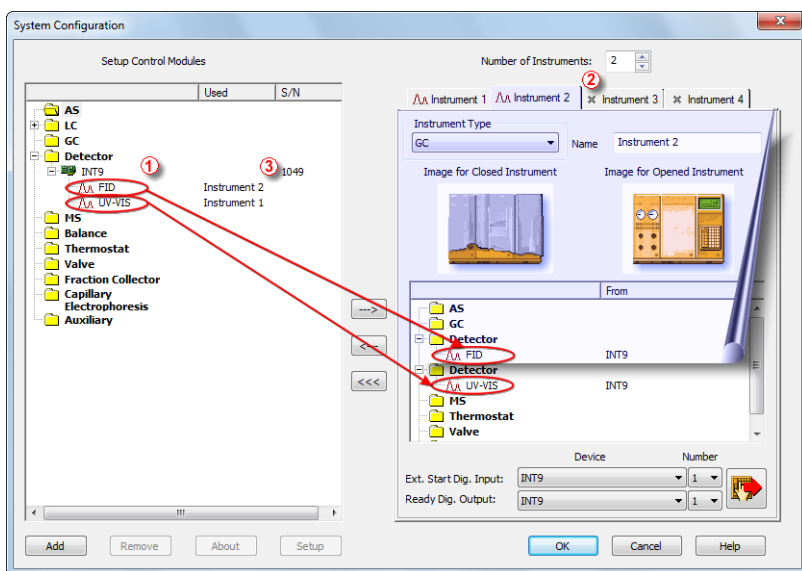 System Configuration
x
Setup Control Modules
Number of Instruments: 2
②
Used S/N
Instrument 1 Instrument 2 Instrument 3 Instrument 4
AS
LC
GC
Detector
① ③
INT9 1049
FID Instrument 2
UV-VIS Instrument 1
MS
Balance
Thermostat
Valve
Fraction Collector
Capillary
Electrophoresis
Auxiliary
--->
<---
<<<
Instrument Type
GC Name Instrument 2
Image for Closed Instrument Image for Opened Instrument
From
AS
GC
Detector
FID INT9
Detector
UV-VIS INT9
MS
Thermostat
Valve
Device Number
Ext. Start Dig. Input: INT9 1
Ready Dig. Output: INT9 1
Add Remove About Setup OK Cancel Help